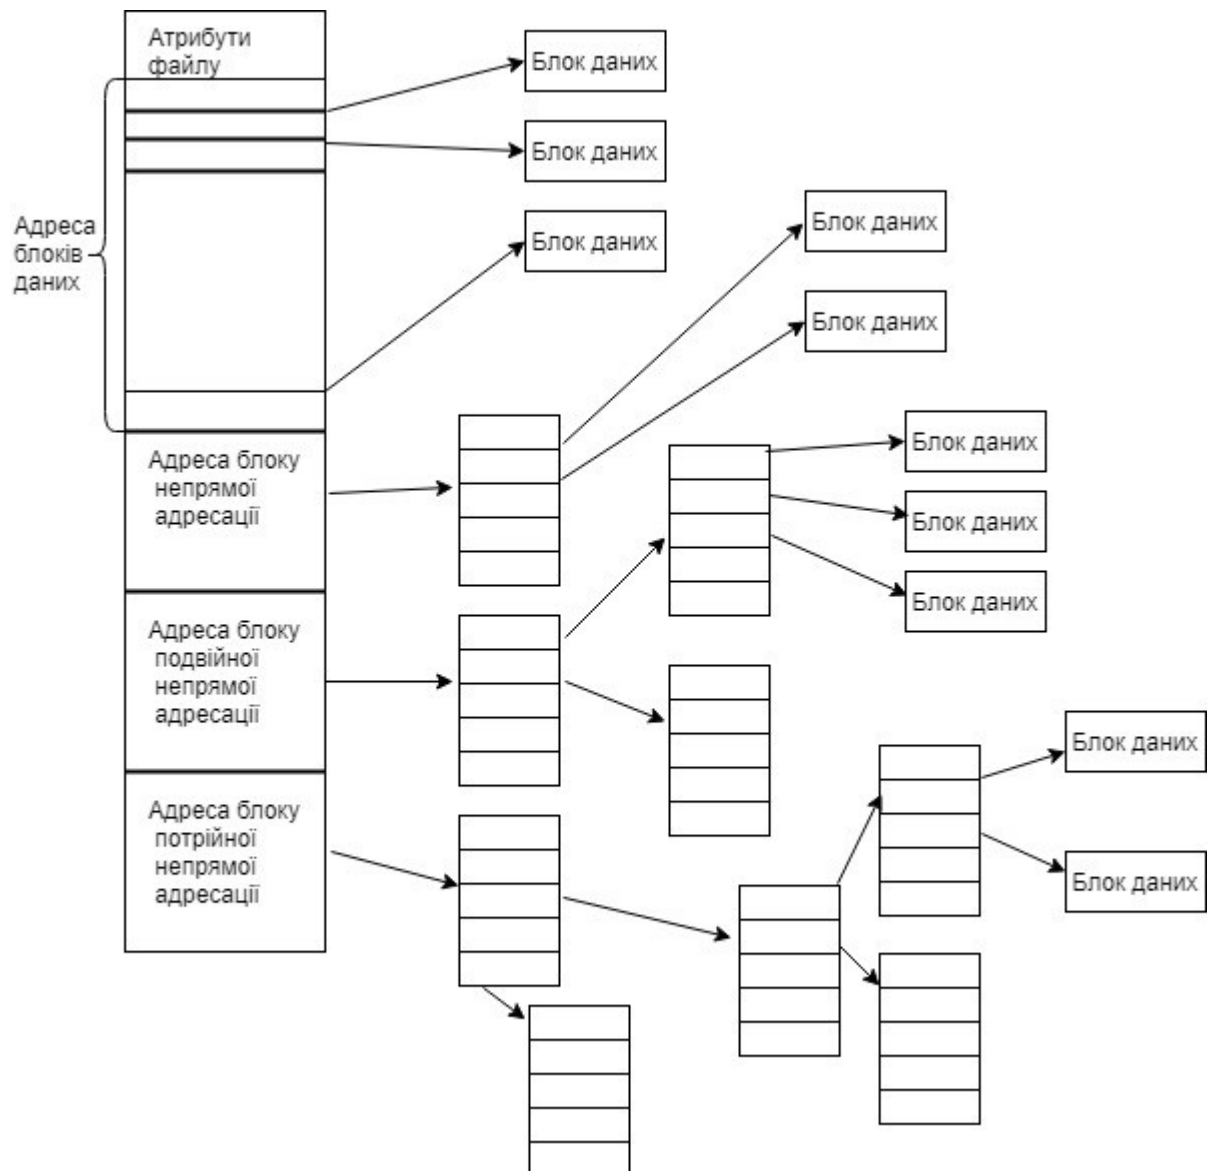 Атрибути
файлу
Блок даних
Блок даних
Блок даних
Блок даних
Блок даних
Адреса
блоків
даних
Блок даних
Блок даних
Блок даних
Адреса блоку
непрямої
адресації
Адреса блоку
подвійної
непрямої
адресації
Блок даних
Блок даних
Адреса блоку
потрійної
непрямої
адресації